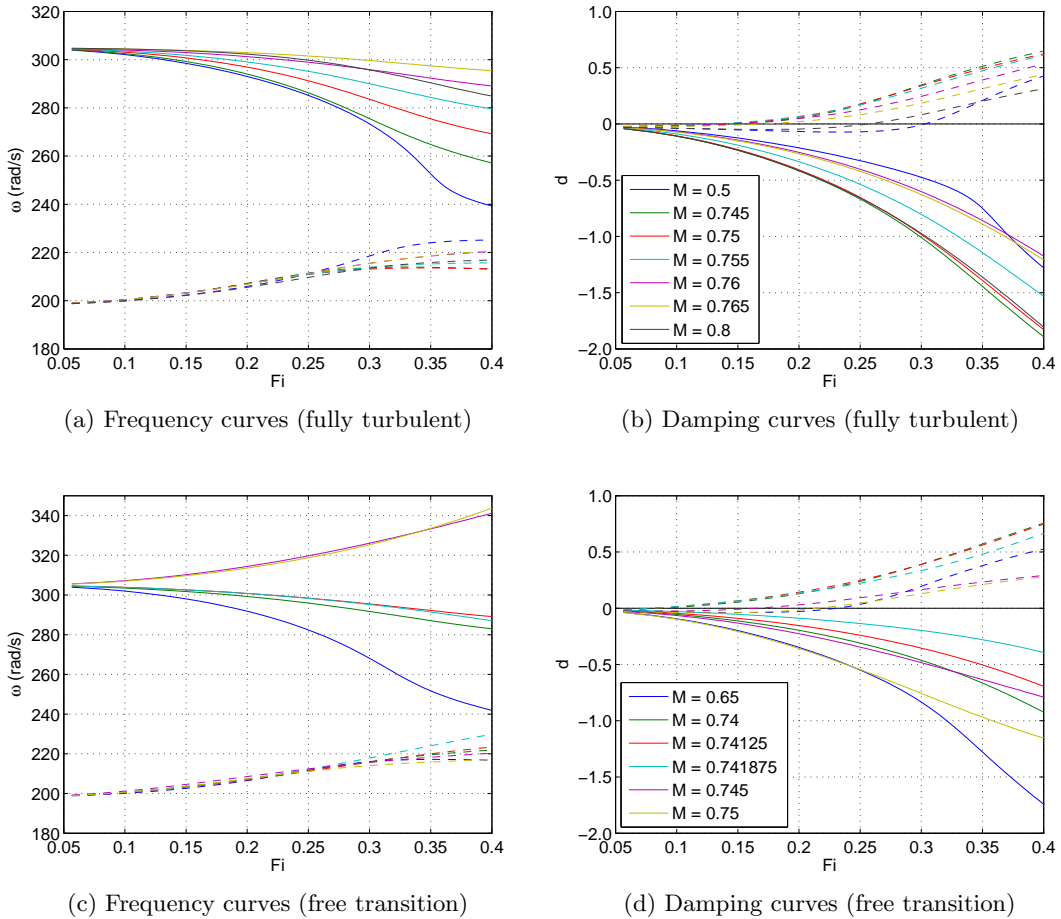 320
300
280
260
240
220
200
180
ω (rad/s)
0.05 0.1 0.15 0.2 0.25 0.3 0.35 0.4
Fi
(a) Frequency curves (fully turbulent)
1.0
0.5
0
−0.5
−1.0
−1.5
−2.0
d
M = 0.5
M = 0.745
M = 0.75
M = 0.755
M = 0.76
M = 0.765
M = 0.8
0.05 0.1 0.15 0.2 0.25 0.3 0.35 0.4
Fi
(b) Damping curves (fully turbulent)
340
320
300
280
260
240
220
200
180
ω (rad/s)
0.05 0.1 0.15 0.2 0.25 0.3 0.35 0.4
Fi
(c) Frequency curves (free transition)
1.0
0.5
0
−0.5
−1.0
−1.5
−2.0
d
M = 0.65
M = 0.74
M = 0.74125
M = 0.741875
M = 0.745
M = 0.75
0.05 0.1 0.15 0.2 0.25 0.3 0.35 0.4
Fi
(d) Damping curves (free transition)